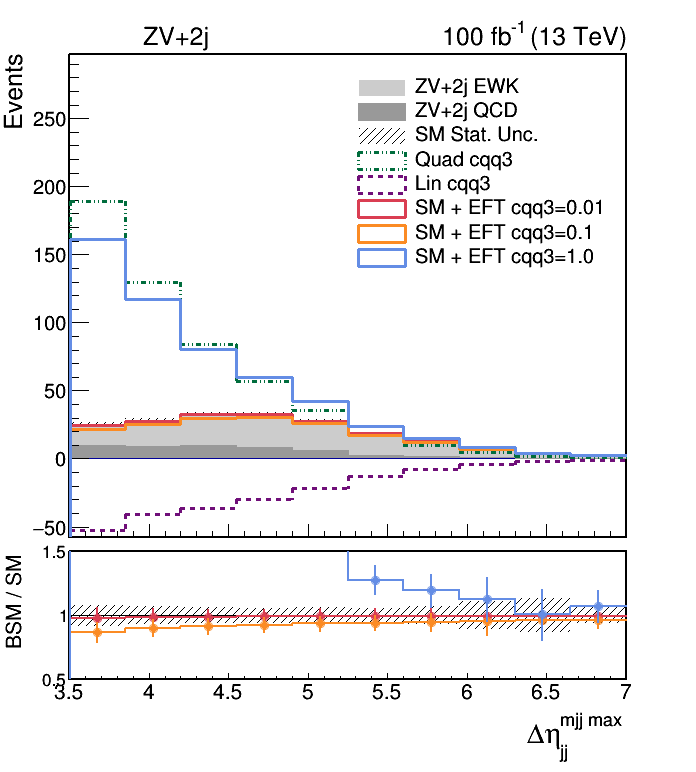 ZV+2j 100 fb-1 (13 TeV)
Events
ZV+2j EWK
ZV+2j QCD
SM Stat. Unc.
Quad cqq3
Lin cqq3
SM + EFT cqq3=0.01
SM + EFT cqq3=0.1
SM + EFT cqq3=1.0
250
200
150
100
50
0
−50
BSM / SM
1.5
1
0.5
3.5 4 4.5 5 5.5 6 6.5 7
Δηjj mjj max